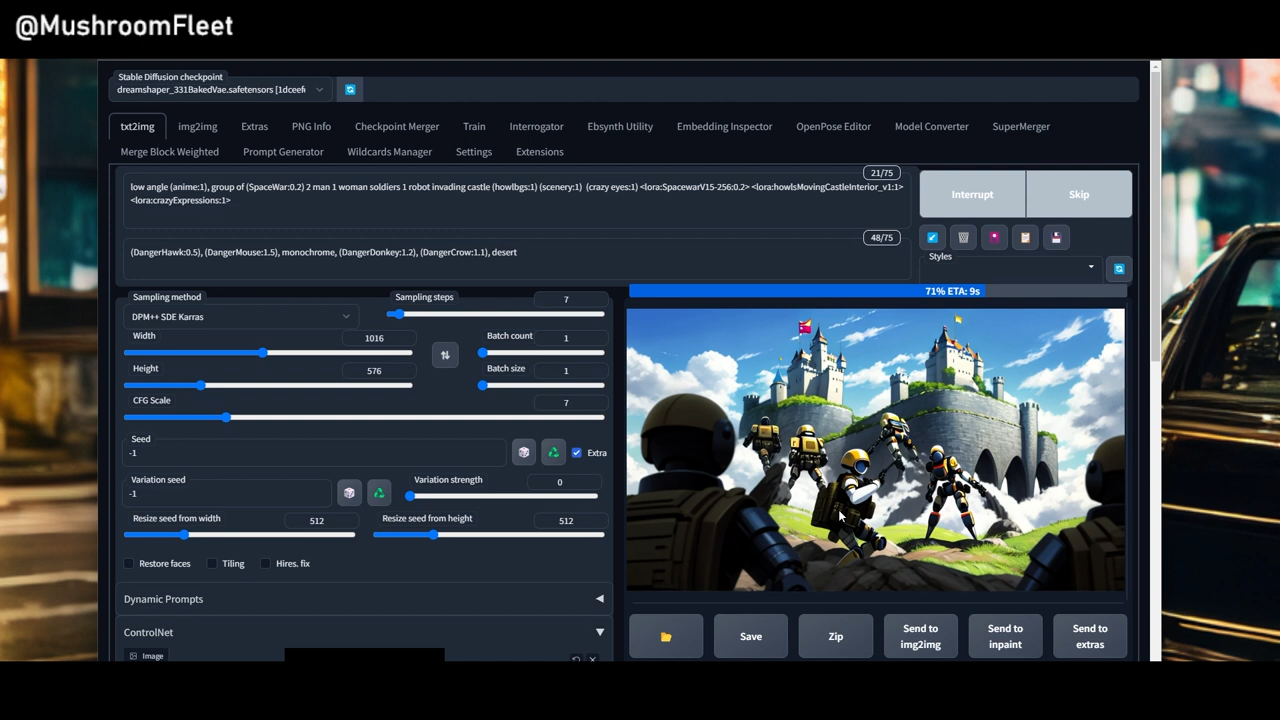 @MushroomFleet
Stable Diffusion checkpoint
dreamshaper_331BakedVae.safetensors [1dceefe
txt2img img2img Extras PNG Info Checkpoint Merger Train Interrogator Ebsynth Utility Embedding Inspector OpenPose Editor Model Converter SuperMerger
Merge Block Weighted Prompt Generator Wildcards Manager Settings Extensions
21/75
low angle (anime:1), group of (SpaceWar:0.2) 2 man 1 woman soldiers 1 robot invading castle (howlbgs:1) (scenery:1) (crazy eyes:1) <lora:SpacewarV15-256:0.2> <lora:howlsMovingCastleInterior_v1:1>
<lora:crazyExpressions:1>
Interrupt Skip
48/75
(DangerHawk:0.5), (DangerMouse:1.5), monochrome, (DangerDonkey:1.2), (DangerCrow:1.1), desert
Styles
71% ETA: 9s
Sampling method
DPM++ SDE Karras
Sampling steps 7
Width 1016
Batch count 1
Height 576
Batch size 1
CFG Scale 7
Seed
-1
Extra
Variation seed
-1
Variation strength 0
Resize seed from width 512
Resize seed from height 512
Restore faces Tiling Hires. fix
Dynamic Prompts
ControlNet
Image
Save Zip Send to img2img Send to inpaint Send to extras